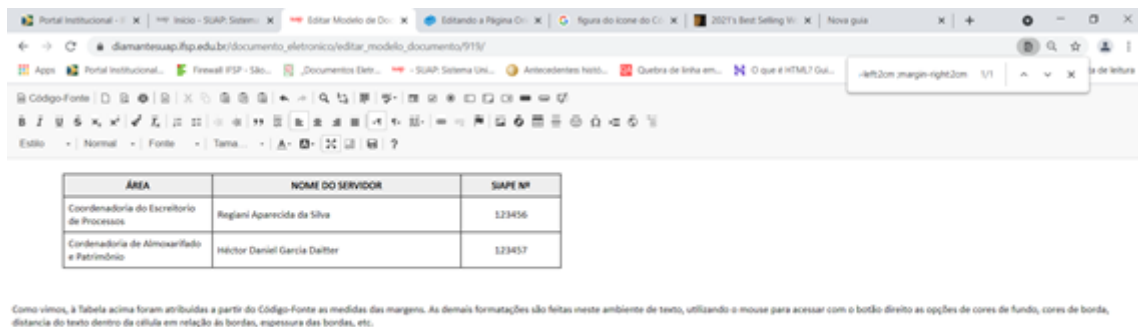 Portal Institucional - I
Início - SUAP: Sistema
Editar Modelo de Doc
Editando a Página
figura do ícone do Có
2021's Best Selling
Nova guia
diamantesuap.ifsp.edu.br/documento_eletronico/editar_modelo_documento/919/
-left:2cm;margin-right:2cm 1/1
Apps Portal Institucional... Firewall IFSP - São... ,Documentos Eletr... - SUAP: Sistema Uni... Antecedentes histó... Quebra de linha em... O que é HTML? Gui... de leitura
Código-Fonte
Estilo Normal Fonte Tama...
ÁREA NOME DO SERVIDOR SIAPE Nº
Coordenadoria do Escreitorio
de Processos
Regiani Aparecida da Silva 123456
Cordenadoria de Almoxarifado
e Patrimônio
Héctor Daniel Garcia Daitter 123457
Como vimos, à Tabela acima foram atribuídas a partir do Código-Fonte as medidas das margens. As demais formatações são feitas neste ambiente de texto, utilizando o mouse para acessar com o botão direito as opções de cores de fundo, cores de borda,
distancia do texto dentro da célula em relação às bordas, espessura das bordas, etc.